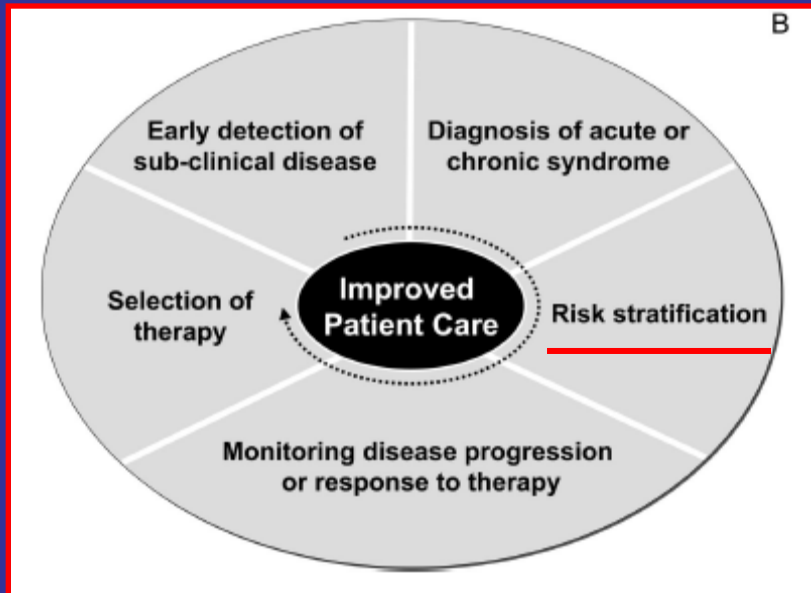 B
Early detection of
sub-clinical disease
Diagnosis of acute or
chronic syndrome
Selection of
therapy
Improved
Patient Care
Risk stratification
Monitoring disease progression
or response to therapy